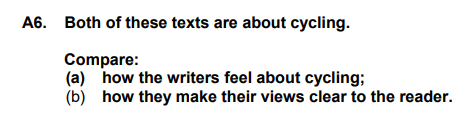 A6. Both of these texts are about cycling.
Compare:
(a) how the writers feel about cycling;
(b) how they make their views clear to the reader.